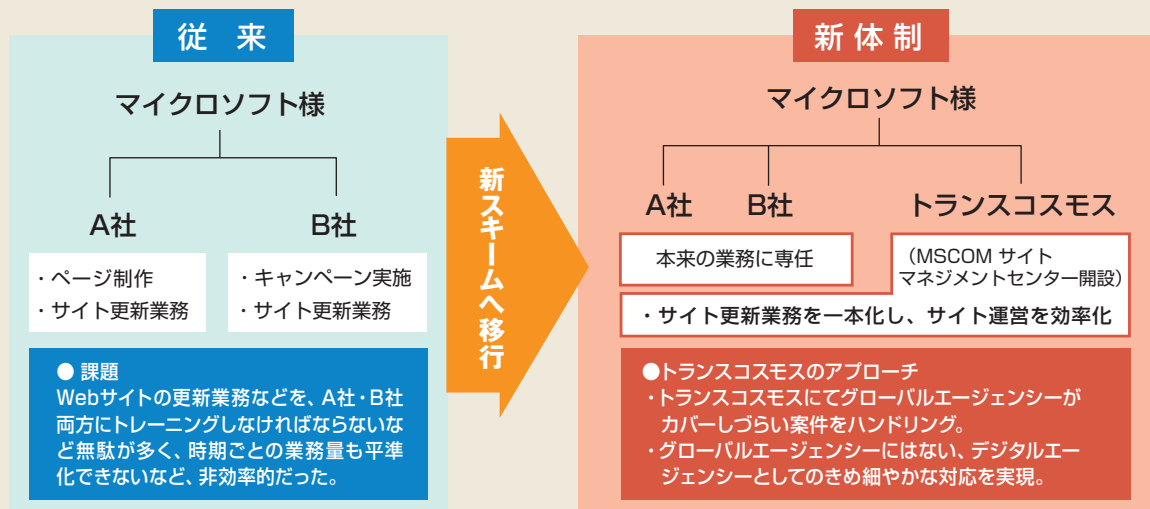 従来
マイクロソフト様
A社
B社
・ページ制作
・サイト更新業務
・キャンペーン実施
・サイト更新業務
● 課題
Webサイトの更新業務などを、A社・B社
両方にトレーニングしなければならないな
ど無駄が多く、時期ごとの業務量も平準
化できないなど、非効率的だった。
新スキームへ移行
新体制
マイクロソフト様
A社
B社
トランスコスモス
本来の業務に専任
（MSCOM サイト
マネジメントセンター開設）
・サイト更新業務を一本化し、サイト運営を効率化
●トランスコスモスのアプローチ
・トランスコスモスにてグローバルエージェンシーが
カバーしづらい案件をハンドリング。
・グローバルエージェンシーにはない、デジタルエー
ジェンシーとしてのきめ細やかな対応を実現。